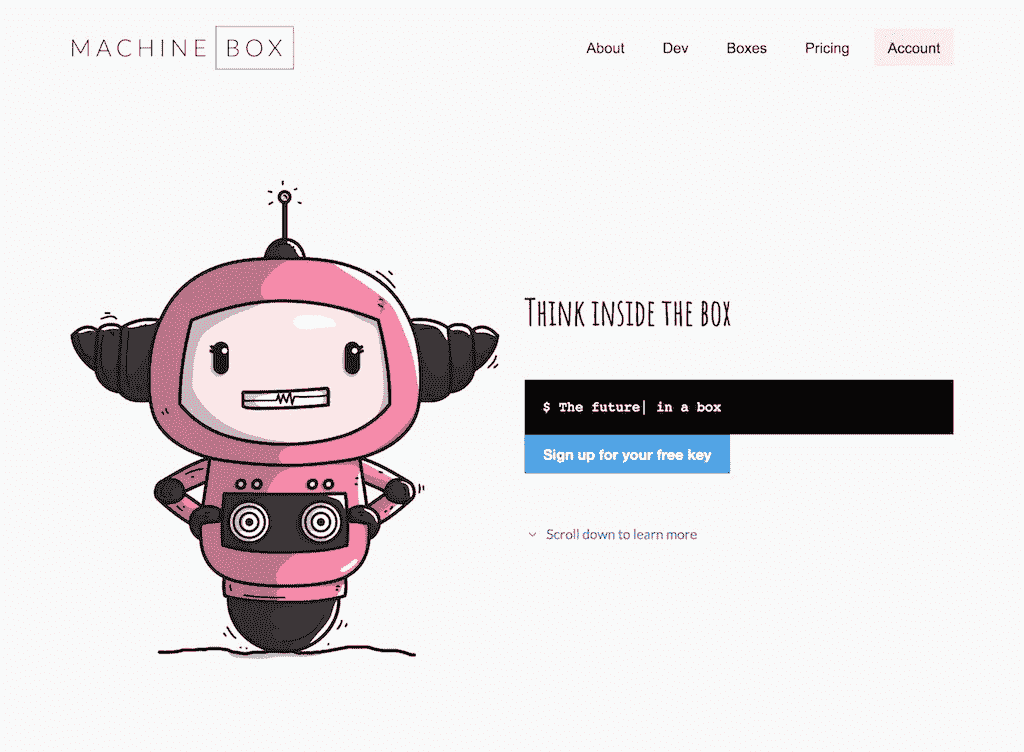 MACHINE BOX
About Dev Boxes Pricing Account
THINK INSIDE THE BOX
$ The future| in a box
Sign up for your free key
Scroll down to learn more